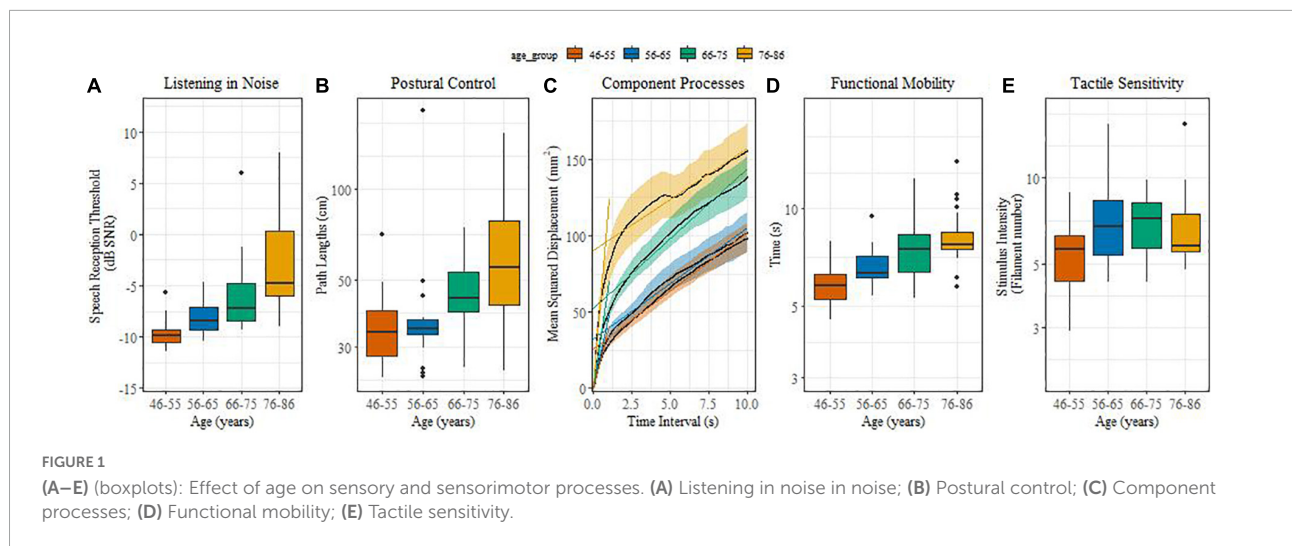 age_group 46-55 56-65 66-75 76-86
A Listening in Noise
Speech Reception Threshold
(dB SNR)
10
5
0
-5
-10
-15
46-55 56-65 66-75 76-86
Age (years)
B Postural Control
Path Lengths (cm)
100
50
30
46-55 56-65 66-75 76-86
Age (years)
C Component Processes
Mean Squared Displacement (mm2)
150
100
50
0
0.0 2.5 5.0 7.5 10.0
Time Interval (s)
D Functional Mobility
Time (s)
10
5
3
46-55 56-65 66-75 76-86
Age (years)
E Tactile Sensitivity
Stimulus Intensity
(Filament number)
10
5
3
46-55 56-65 66-75 76-86
Age (years)
FIGURE 1
(A–E) (boxplots): Effect of age on sensory and sensorimotor processes. (A) Listening in noise in noise; (B) Postural control; (C) Component
processes; (D) Functional mobility; (E) Tactile sensitivity.